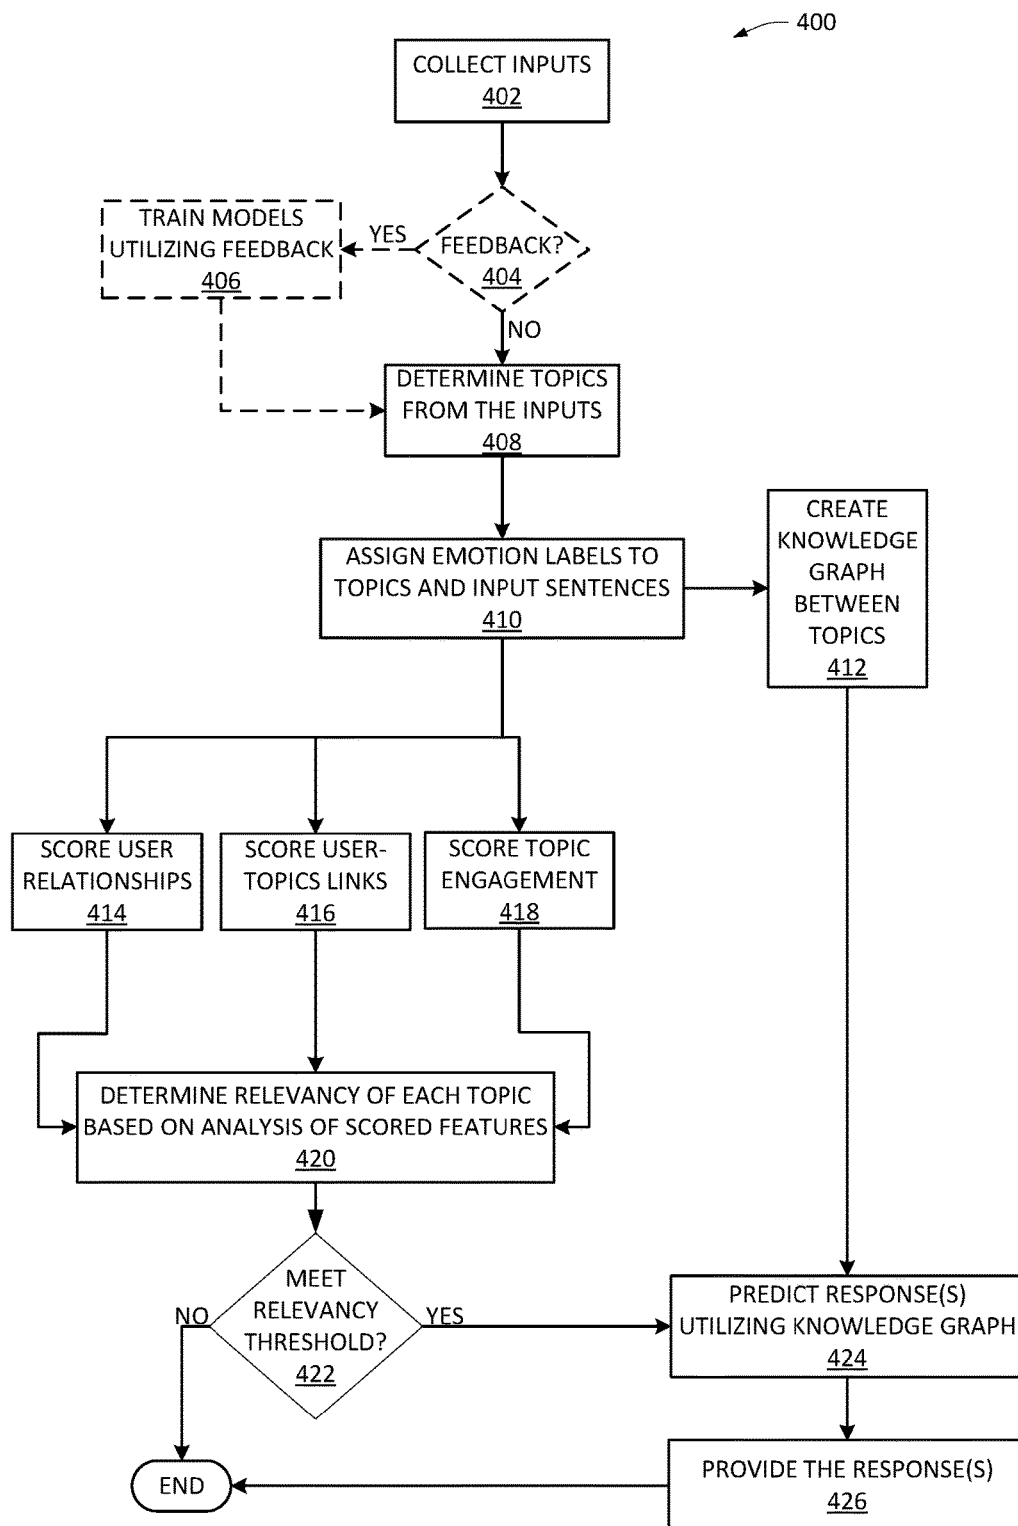 400
COLLECT INPUTS
402
FEEDBACK?
404
YES
TRAIN MODELS
UTILIZING FEEDBACK
406
NO
DETERMINE TOPICS
FROM THE INPUTS
408
ASSIGN EMOTION LABELS TO
TOPICS AND INPUT SENTENCES
410
CREATE
KNOWLEDGE
GRAPH
BETWEEN
TOPICS
412
SCORE USER
RELATIONSHIPS
414
SCORE USER-
TOPICS LINKS
416
SCORE TOPIC
ENGAGEMENT
418
DETERMINE RELEVANCY OF EACH TOPIC
BASED ON ANALYSIS OF SCORED FEATURES
420
MEET
RELEVANCY
THRESHOLD?
422
NO
YES
PREDICT RESPONSE(S)
UTILIZING KNOWLEDGE GRAPH
424
PROVIDE THE RESPONSE(S)
426
END